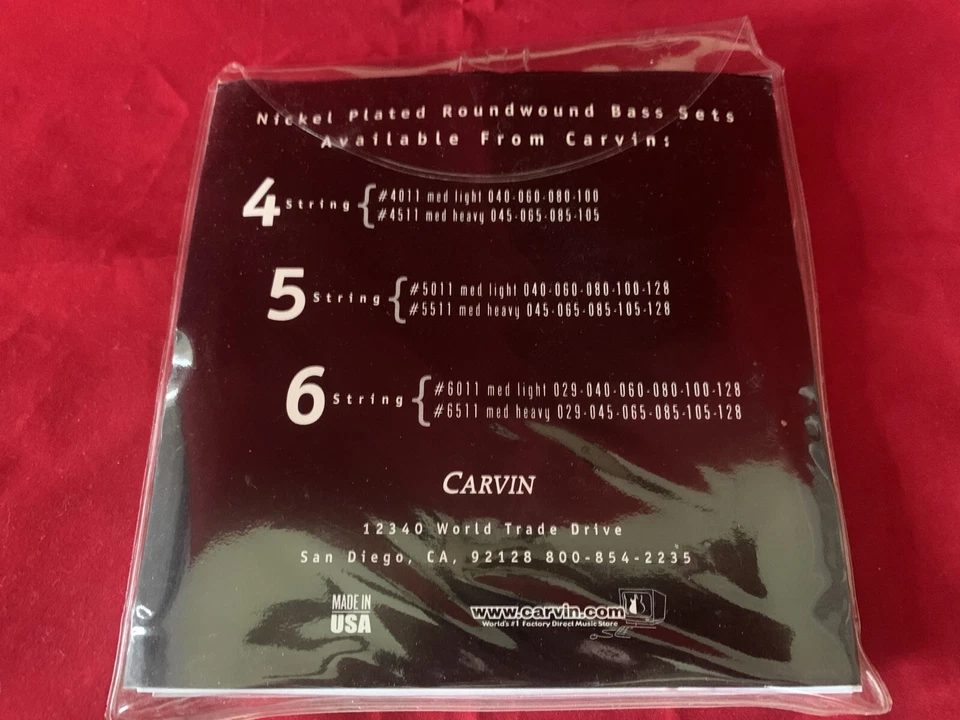 Nickel Plated Roundwound Bass Sets
Available From Carvin:
4 String { #4011 med light 040-060-080-100
#4511 med heavy 045-065-085-105
5 String { #5011 med light 040-060-080-100-128
#5511 med heavy 045-065-085-105-128
6 String { #6011 med light 029-040-060-080-100-128
#6511 med heavy 029-045-065-085-105-128
CARVIN
12340 World Trade Drive
San Diego, CA, 92128 800-854-2235
MADE IN
USA
www.carvin.com
World's #1 Factory Direct Music Store